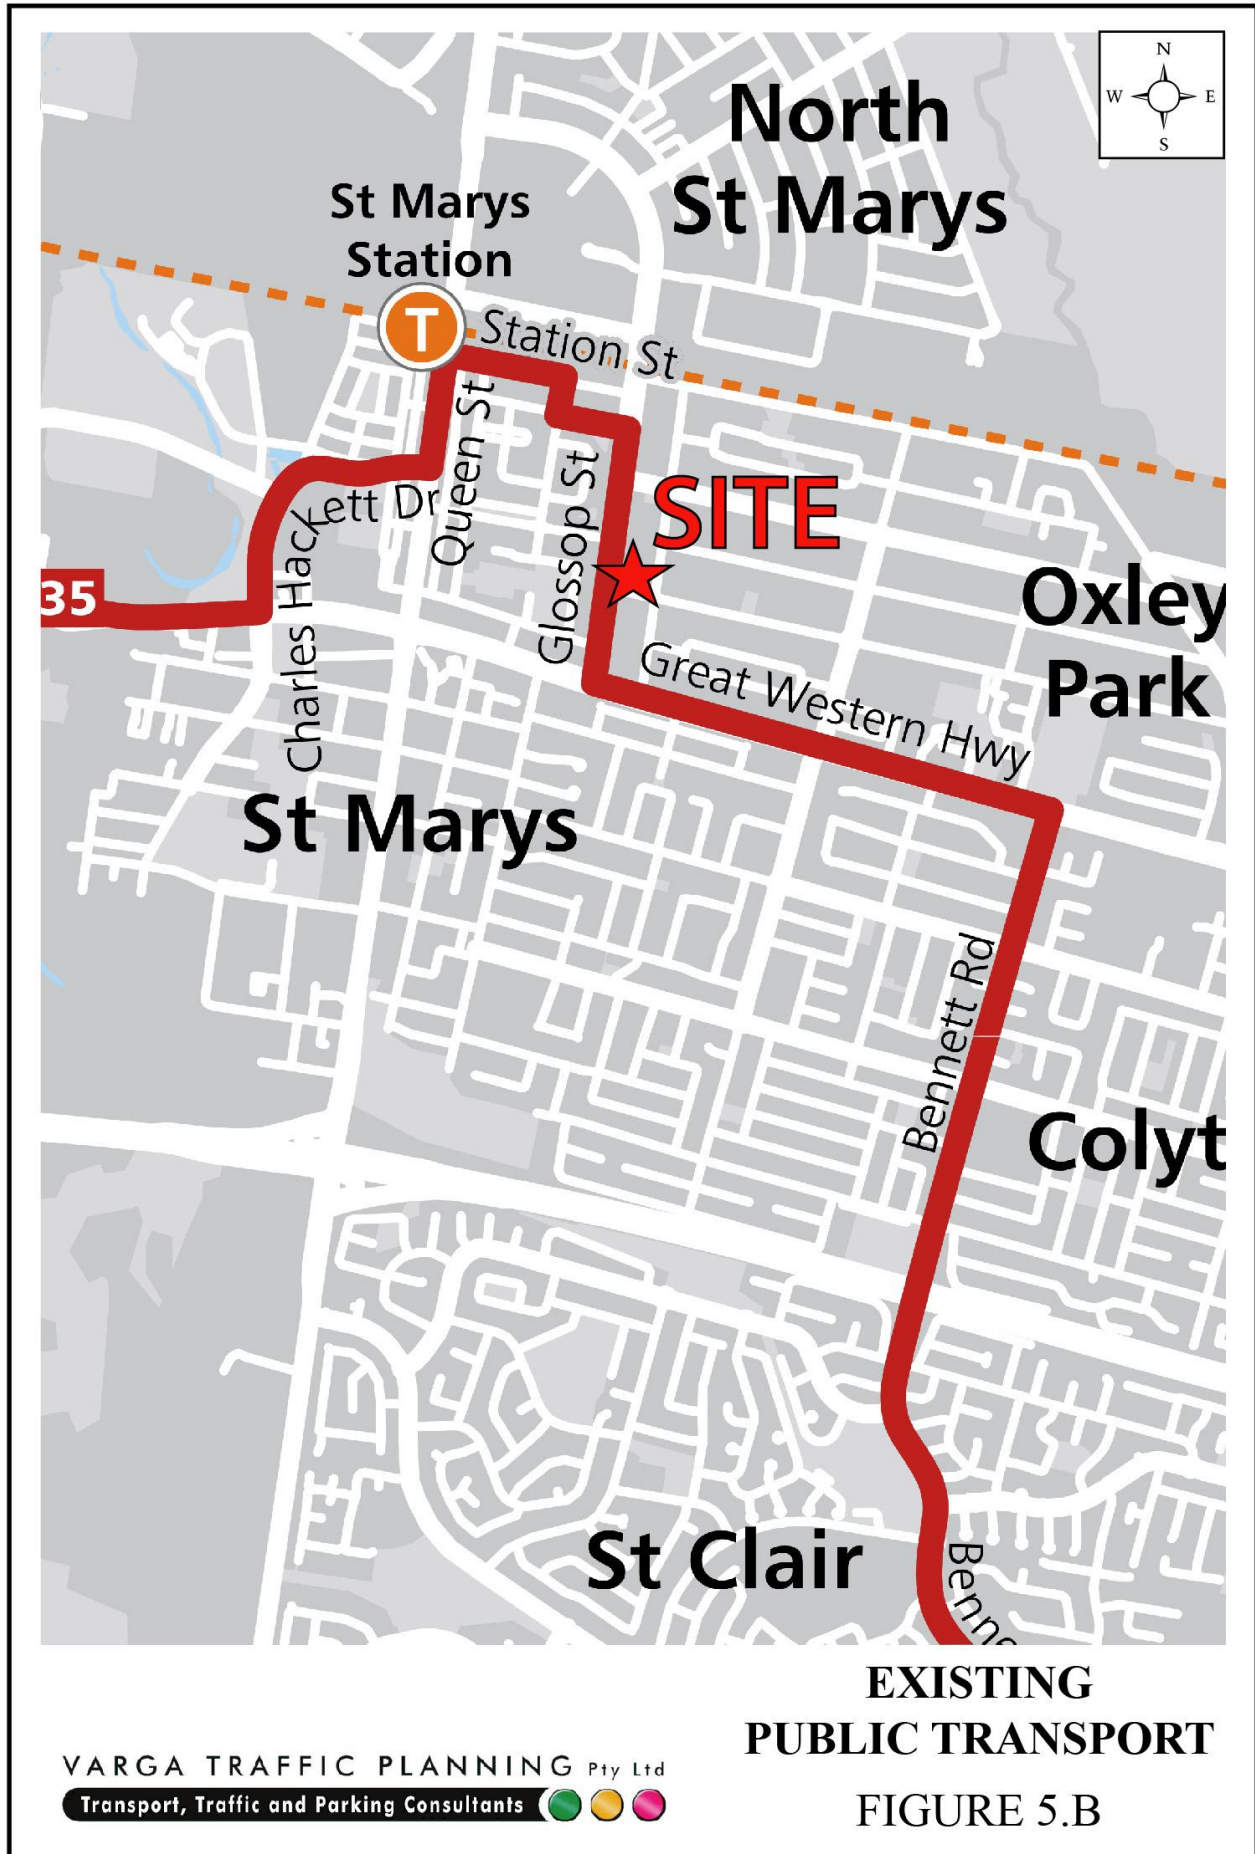 N
W E
S
North
St Marys
St Marys
Station
T
Station St
Queen St
Glossop St
SITE
Charles Hackett Dr
35
Oxley
Park
Great Western Hwy
St Marys
Bennett Rd
Colyt
St Clair
Benne
EXISTING
PUBLIC TRANSPORT
FIGURE 5.B
VARGA TRAFFIC PLANNING Pty Ltd
Transport, Traffic and Parking Consultants